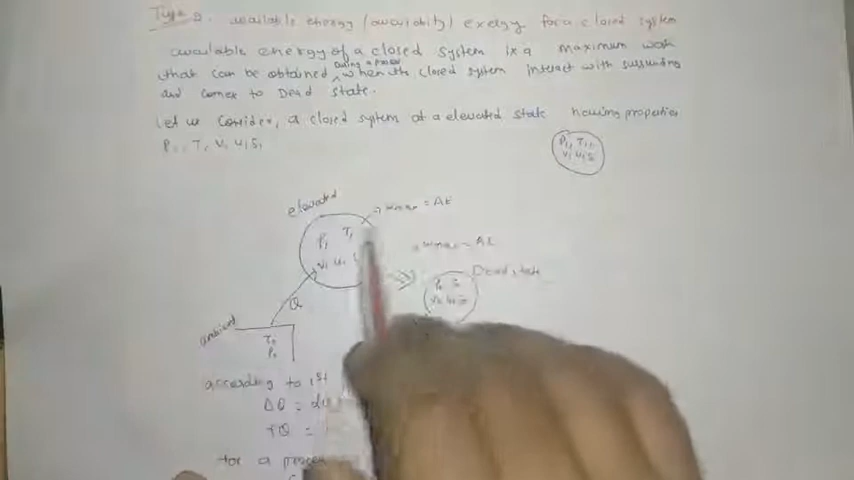 Type 2. available energy (availability) exergy for a closed system
available energy of a closed system is a maximum work
during a process
that can be obtained when the closed system interact with surrounding
and comes to Dead state.
Let us consider, a closed system at a elevated state having properties
P1, T1 V1 U1 S1
P1, T1,
V1 U1 S1
elevated
Wmax = AE
P1 T1
V1 U1
Wmax = AE
Dead state
Q
ambient
T0
P0
according to 1st
ΔQ = du
for a process